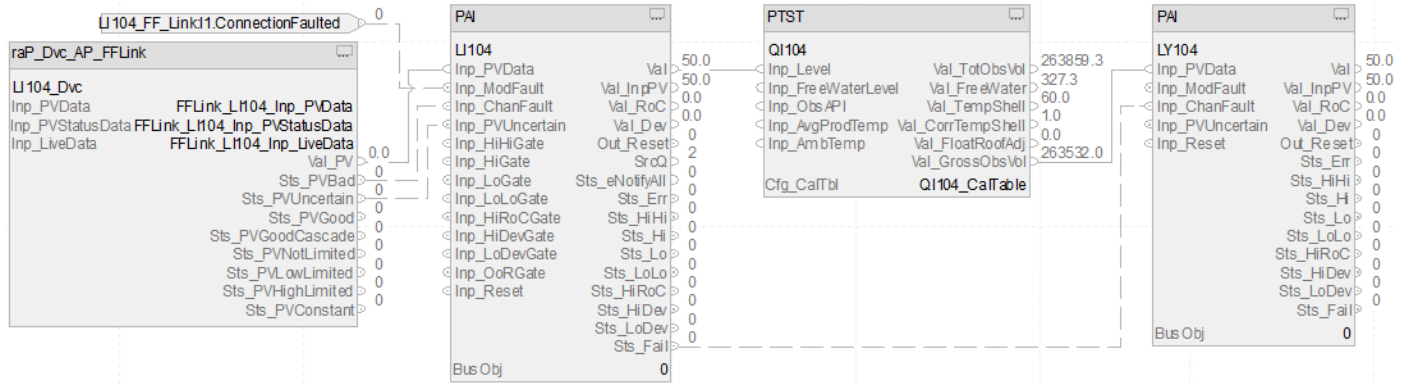 LI104_FF_Link:I1.ConnectionFaulted
0
raP_Dvc_AP_FFLink
LI104_Dvc
Inp_PVData FFLink_LI104_Inp_PVData
Inp_PVStatusData FFLink_LI104_Inp_PVStatusData
Inp_LiveData FFLink_LI104_Inp_LiveData
Val_PV 0.0
Sts_PVBad 0
Sts_PVUncertain 0
Sts_PVGood 0
Sts_PVGoodCascade 0
Sts_PVNotLimited 0
Sts_PVLowLimited 0
Sts_PVHighLimited 0
Sts_PVConstant 0
PAI
LI104
Inp_PVData Val 50.0
Inp_ModFault Val_InpPV 50.0
Inp_ChanFault Val_RoC 0.0
Inp_PVUncertain Val_Dev 0.0
Inp_HiHiGate Out_Reset 0
Inp_HiGate SrcQ 2
Inp_LoGate Sts_eNotifyAll 0
Inp_LoLoGate Sts_Err 0
Inp_HiRoCGate Sts_HiHi 0
Inp_HiDevGate Sts_Hi 0
Inp_LoDevGate Sts_Lo 0
Inp_OoRGate Sts_LoLo 0
Inp_Reset Sts_HiRoC 0
Sts_HiDev 0
Sts_LoDev 0
Sts_Fail 0
BusObj 0
PTST
QI104
Inp_Level Val_TotObsVol 263859.3
Inp_FreeWaterLevel Val_FreeWater 327.3
Inp_ObsAPI Val_TempShell 60.0
Inp_AvgProdTemp Val_CorrTempShell 1.0
Inp_AmbTemp Val_FloatRoofAdj 0.0
Val_GrossObsVol 263532.0
Cfg_CalTbl QI104_CalTable
PAI
LY104
Inp_PVData Val 50.0
Inp_ModFault Val_InpPV 50.0
Inp_ChanFault Val_RoC 0.0
Inp_PVUncertain Val_Dev 0.0
Inp_Reset Out_Reset 0
Sts_Err 0
Sts_HiHi 0
Sts_Hi 0
Sts_Lo 0
Sts_LoLo 0
Sts_HiRoC 0
Sts_HiDev 0
Sts_LoDev 0
Sts_Fail 0
BusObj 0